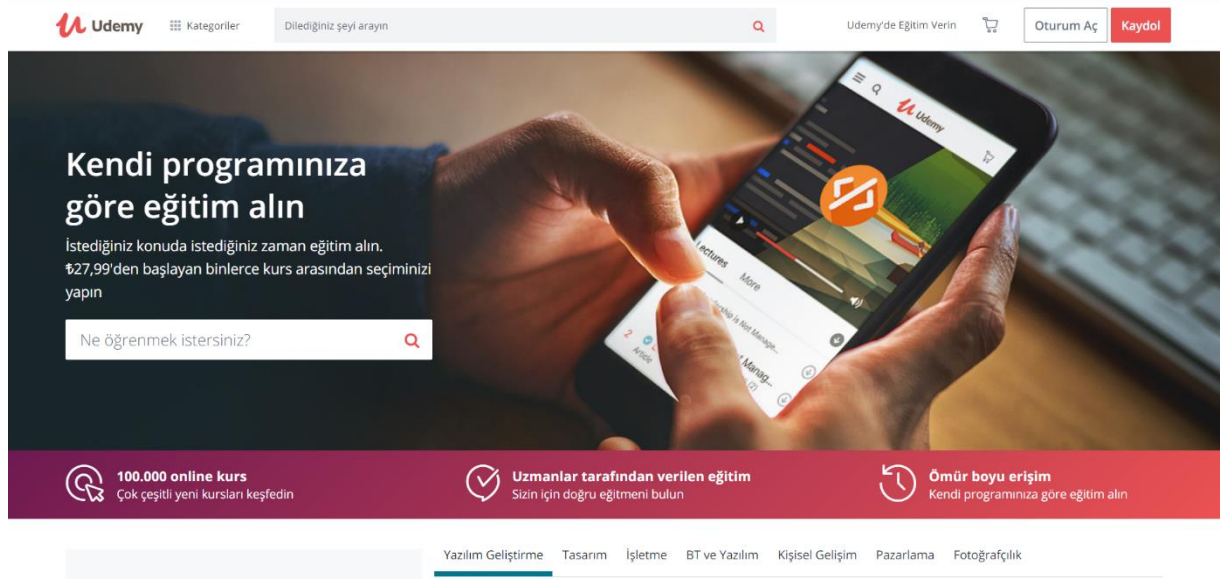 Udemy
Kategoriler
Dilediğiniz şeyi arayın
Udemy'de Eğitim Verin
Oturum Aç
Kaydol
Kendi programınıza
göre eğitim alın
İstediğiniz konuda istediğiniz zaman eğitim alın.
₺27,99'den başlayan binlerce kurs arasından seçiminizi
yapın
Ne öğrenmek istersiniz?
Udemy
Lectures
More
2
Article
100.000 online kurs
Çok çeşitli yeni kursları keşfedin
Uzmanlar tarafından verilen eğitim
Sizin için doğru eğitmeni bulun
Ömür boyu erişim
Kendi programınıza göre eğitim alın
Yazılım Geliştirme
Tasarım
İşletme
BT ve Yazılım
Kişisel Gelişim
Pazarlama
Fotoğrafçılık